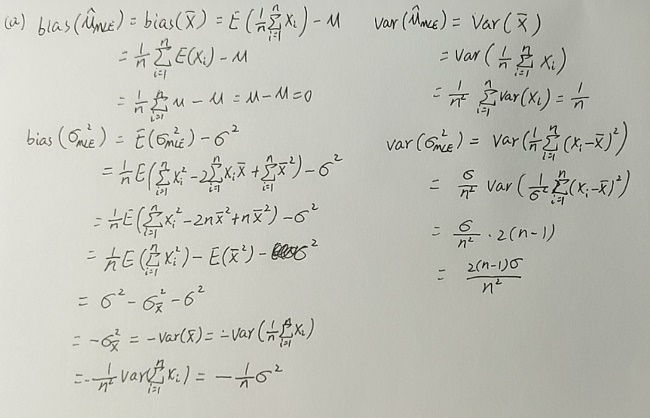 (a) bias(μ̂_MLE) = bias(x̄) = E(1/n Σ_{i=1}^{n} x_i) − μ
= 1/n Σ_{i=1}^{n} E(x_i) − μ
= 1/n Σ_{i=1}^{n} μ − μ = μ − μ = 0
bias(σ²_MLE) = E(σ²_MLE) − σ²
= 1/n E(Σ_{i=1}^{n} x_i² − 2Σ_{i=1}^{n} x_i x̄ + Σ_{i=1}^{n} x̄²) − σ²
= 1/n E(Σ_{i=1}^{n} x_i² − 2n x̄² + n x̄²) − σ²
= 1/n E(Σ_{i=1}^{n} x_i²) − E(x̄²) − σ²
= σ² − σ²_x̄ − σ²
= −σ²_x̄ = −var(x̄) = −var(1/n Σ_{i=1}^{n} x_i)
= −1/n² var(Σ_{i=1}^{n} x_i) = −1/n σ²
var(μ̂_MLE) = Var(x̄)
= var(1/n Σ_{i=1}^{n} x_i)
= 1/n² Σ_{i=1}^{n} var(x_i) = 1/n
var(σ²_MLE) = Var(1/n Σ_{i=1}^{n} (x_i − x̄)²)
= σ/n² Var(1/σ² Σ_{i=1}^{n} (x_i − x̄)²)
= σ/n² · 2(n−1)
= 2(n−1)σ/n²